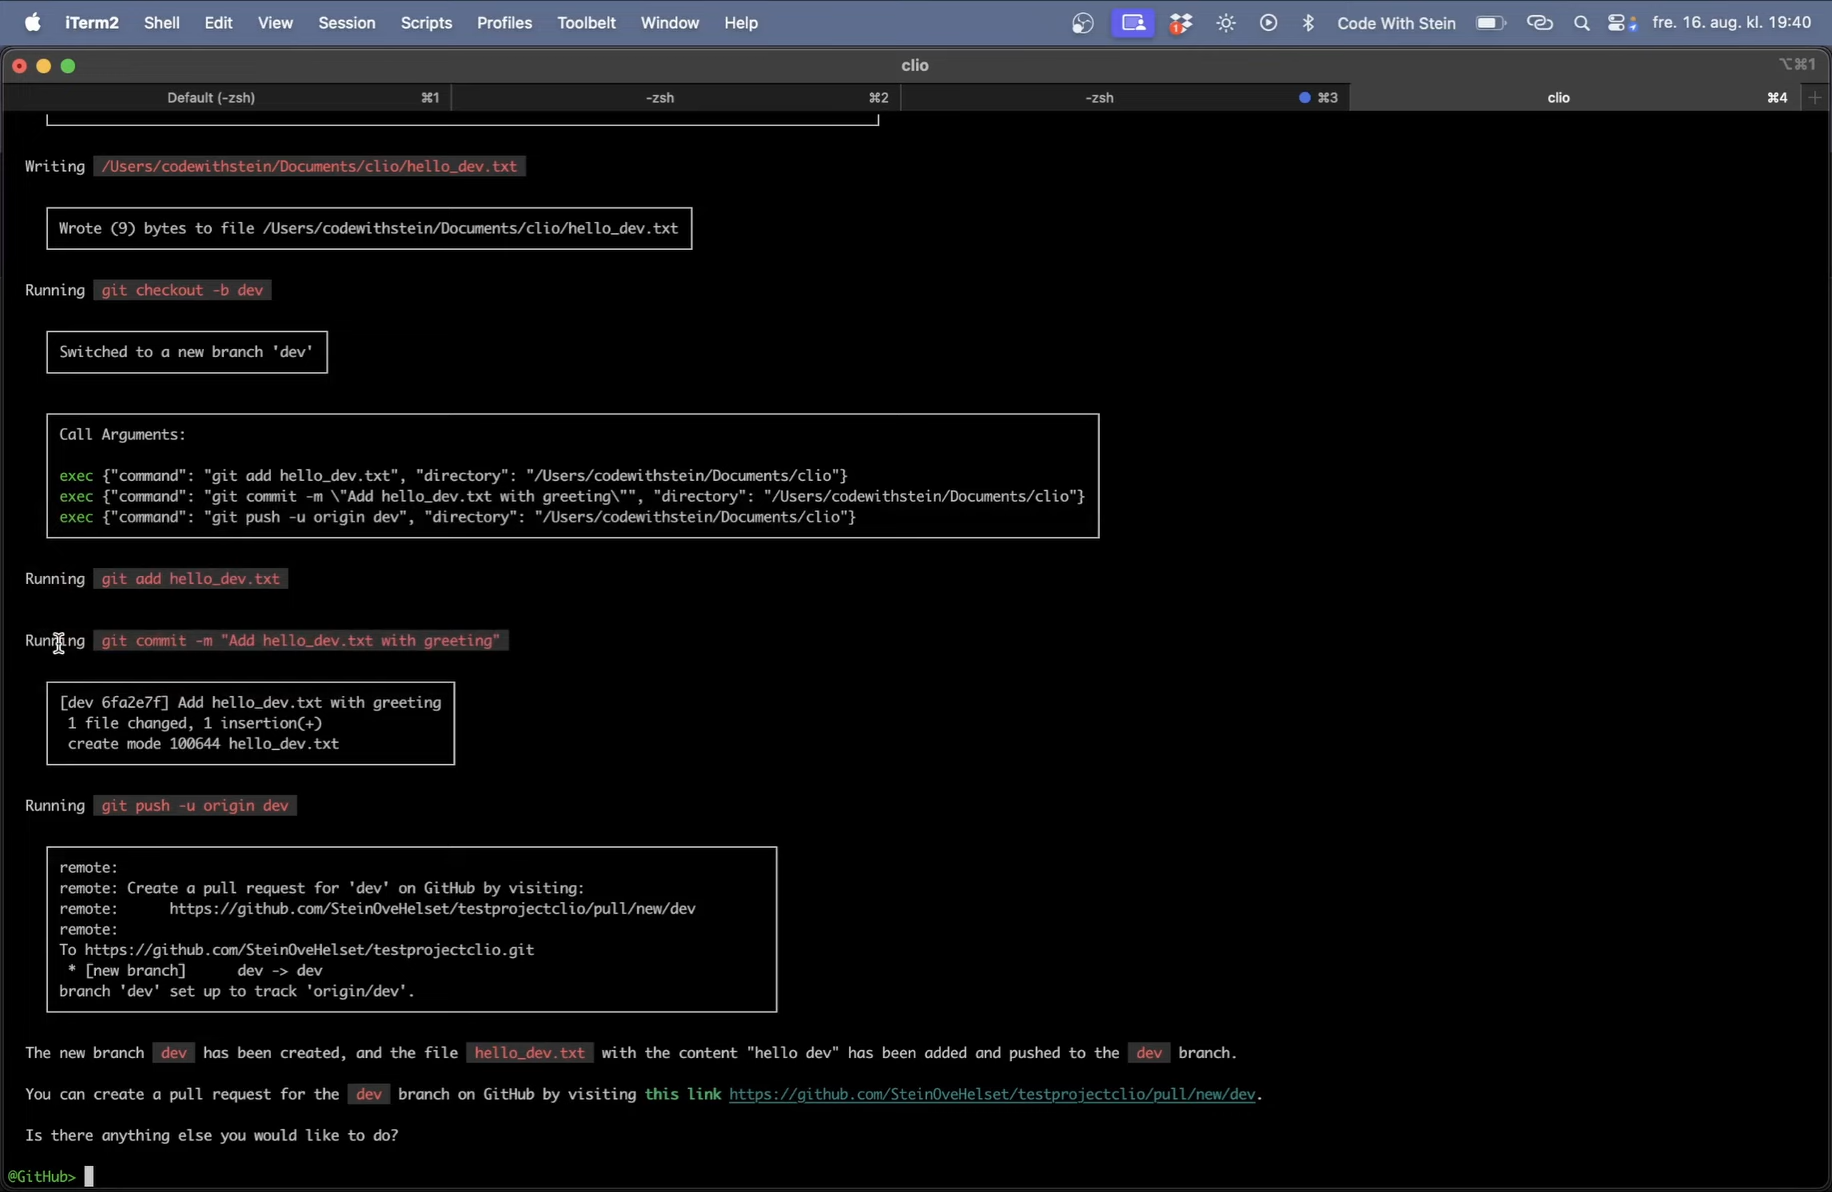 iTerm2 Shell Edit View Session Scripts Profiles Toolbelt Window Help 1 Code With Stein fre. 16. aug. kl. 19:40
clio ⌥⌘1
Default (-zsh) ⌘1 -zsh ⌘2 -zsh ⌘3 clio ⌘4 +
Writing /Users/codewithstein/Documents/clio/hello_dev.txt
Wrote (9) bytes to file /Users/codewithstein/Documents/clio/hello_dev.txt
Running git checkout -b dev
Switched to a new branch 'dev'
Call Arguments:
exec {"command": "git add hello_dev.txt", "directory": "/Users/codewithstein/Documents/clio"}
exec {"command": "git commit -m \"Add hello_dev.txt with greeting\"", "directory": "/Users/codewithstein/Documents/clio"}
exec {"command": "git push -u origin dev", "directory": "/Users/codewithstein/Documents/clio"}
Running git add hello_dev.txt
Running git commit -m "Add hello_dev.txt with greeting"
[dev 6fa2e7f] Add hello_dev.txt with greeting
1 file changed, 1 insertion(+)
create mode 100644 hello_dev.txt
Running git push -u origin dev
remote:
remote: Create a pull request for 'dev' on GitHub by visiting:
remote: https://github.com/SteinOveHelset/testprojectclio/pull/new/dev
remote:
To https://github.com/SteinOveHelset/testprojectclio.git
* [new branch] dev -> dev
branch 'dev' set up to track 'origin/dev'.
The new branch dev has been created, and the file hello_dev.txt with the content "hello dev" has been added and pushed to the dev branch.
You can create a pull request for the dev branch on GitHub by visiting this link https://github.com/SteinOveHelset/testprojectclio/pull/new/dev.
Is there anything else you would like to do?
@GitHub>